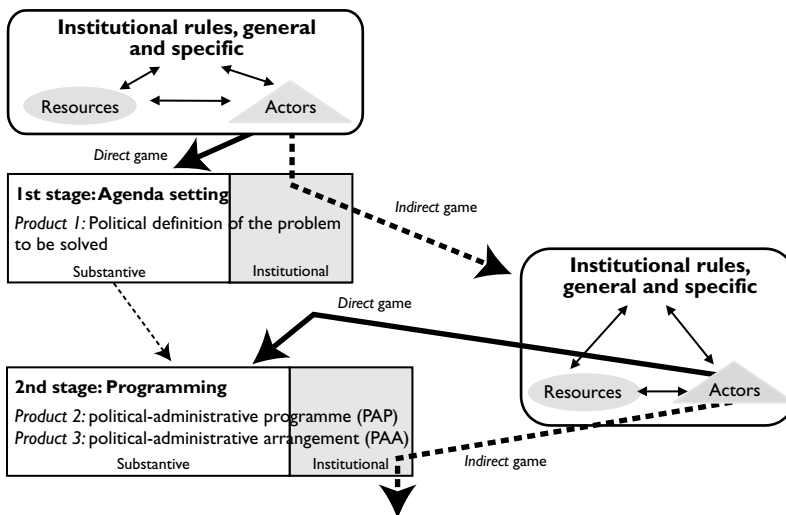 Institutional rules, general
and specific
Resources
Actors
Direct game
1st stage: Agenda setting
Product 1: Political definition of the problem
to be solved
Substantive
Institutional
Indirect game
Institutional rules,
general and specific
Direct game
Resources
Actors
2nd stage: Programming
Product 2: political-administrative programme (PAP)
Product 3: political-administrative arrangement (PAA)
Substantive
Institutional
Indirect game